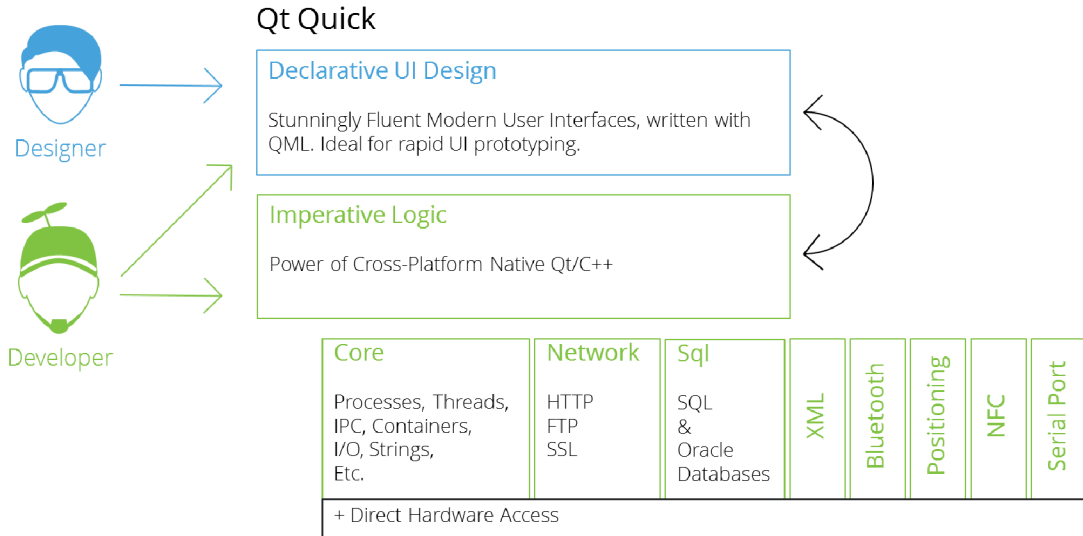 Qt Quick
Designer
Declarative UI Design
Stunningly Fluent Modern User Interfaces, written with
QML. Ideal for rapid UI prototyping.
Developer
Imperative Logic
Power of Cross-Platform Native Qt/C++
Core
Processes, Threads,
IPC, Containers,
I/O, Strings,
Etc.
Network
HTTP
FTP
SSL
Sql
SQL
&
Oracle
Databases
XML
Bluetooth
Positioning
NFC
Serial Port
+ Direct Hardware Access